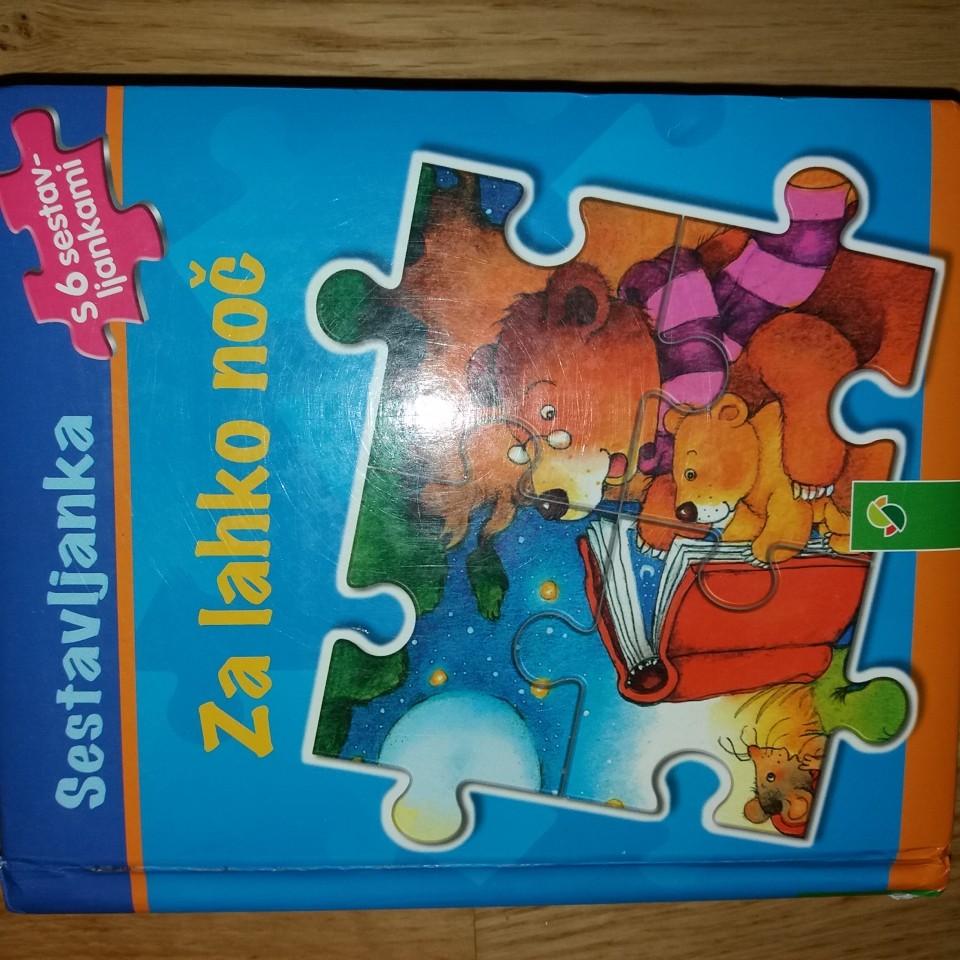 Sestavljanka
s 6 sestav-
ljankami
Za lahko noč